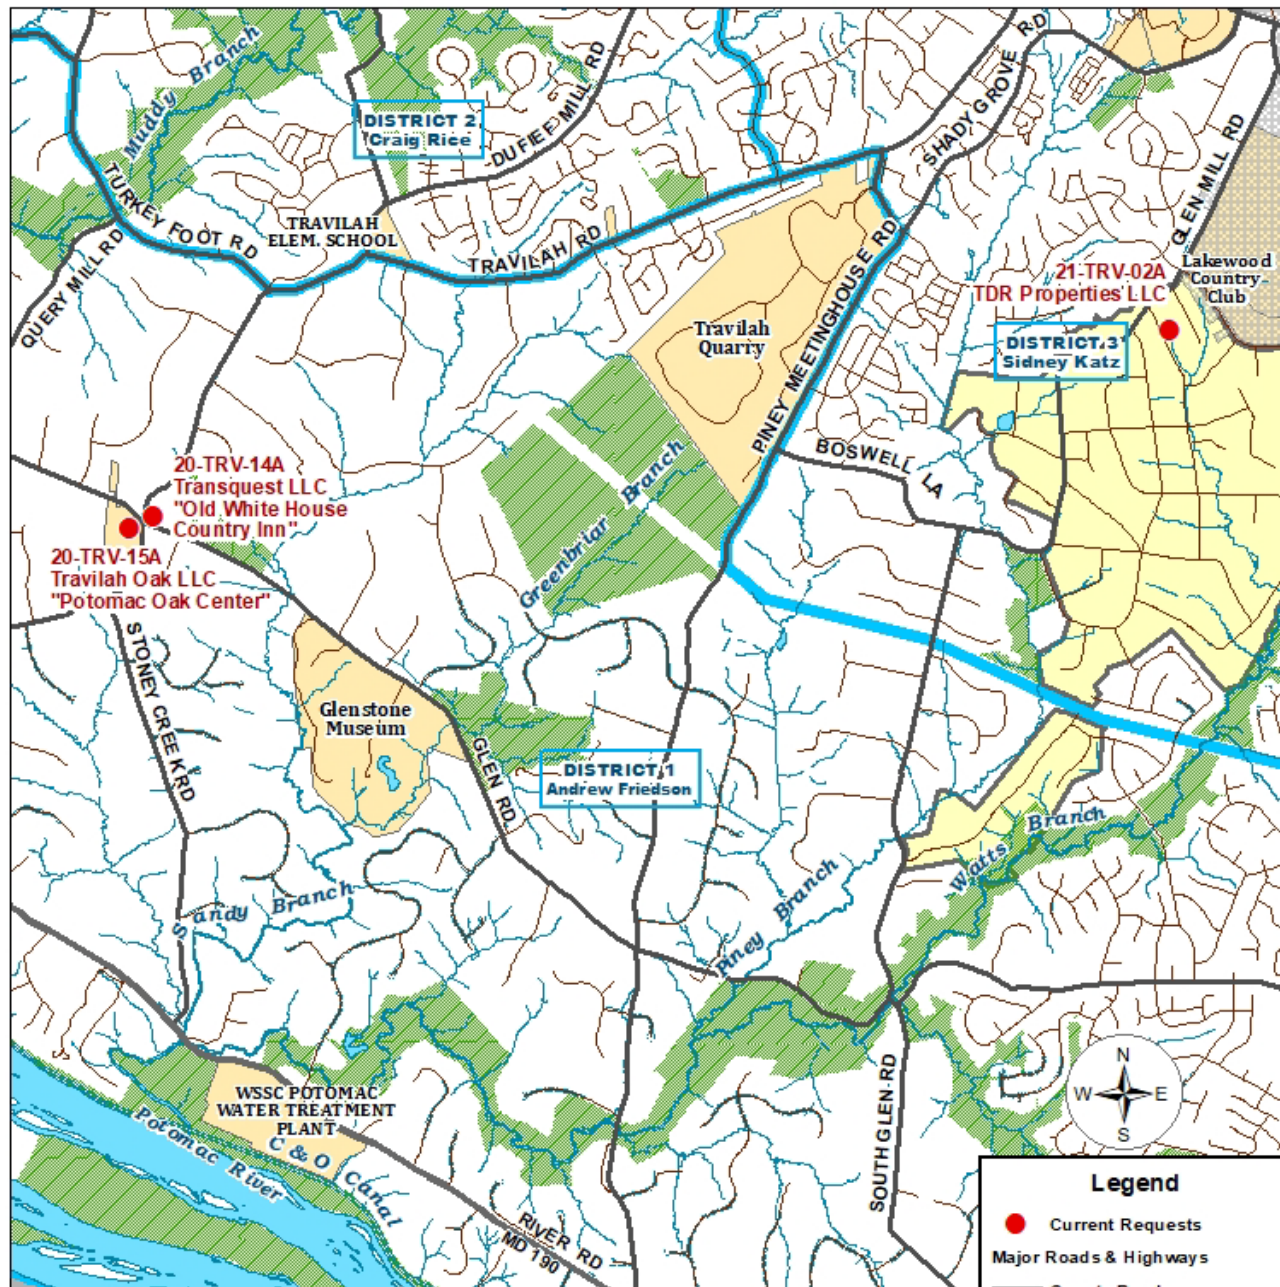 Muddy Branch
DISTRICT 2
Craig Rice
DUFIEF MILL RD
SHADY GROVE RD
GLEN MILL RD
TURKEY FOOT RD
TRAVILAH
ELEM. SCHOOL
TRAVILAH RD
QUERY MILL RD
PINEY MEETINGHOUSE RD
Lakewood
Country
Club
21-TRV-02A
TDR Properties LLC
Travilah
Quarry
DISTRICT 3
Sidney Katz
BOSWELL LA
20-TRV-14A
Transquest LLC
"Old White House
Country Inn"
Greenbriar Branch
20-TRV-15A
Travilah Oak LLC
"Potomac Oak Center"
STONEY CREEK RD
Glenstone
Museum
GLEN RD
DISTRICT 1
Andrew Friedson
Watts Branch
Sandy Branch
Piney Branch
WSSC POTOMAC
WATER TREATMENT
PLANT
Potomac River
C & O Canal
RIVER RD
MD 190
SOUTH GLEN RD
N
W E
S
Legend
Current Requests
Major Roads & Highways